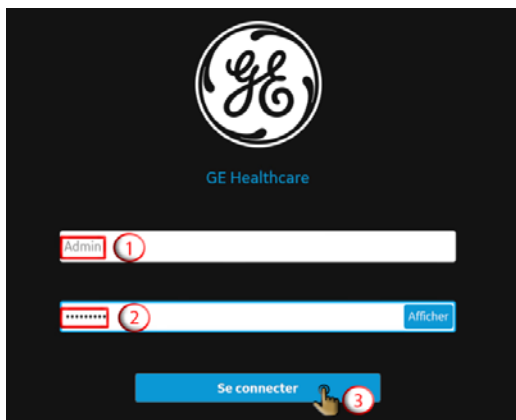 GE
GE Healthcare
Admin 1
••••••••• 2 Afficher
Se connecter 3